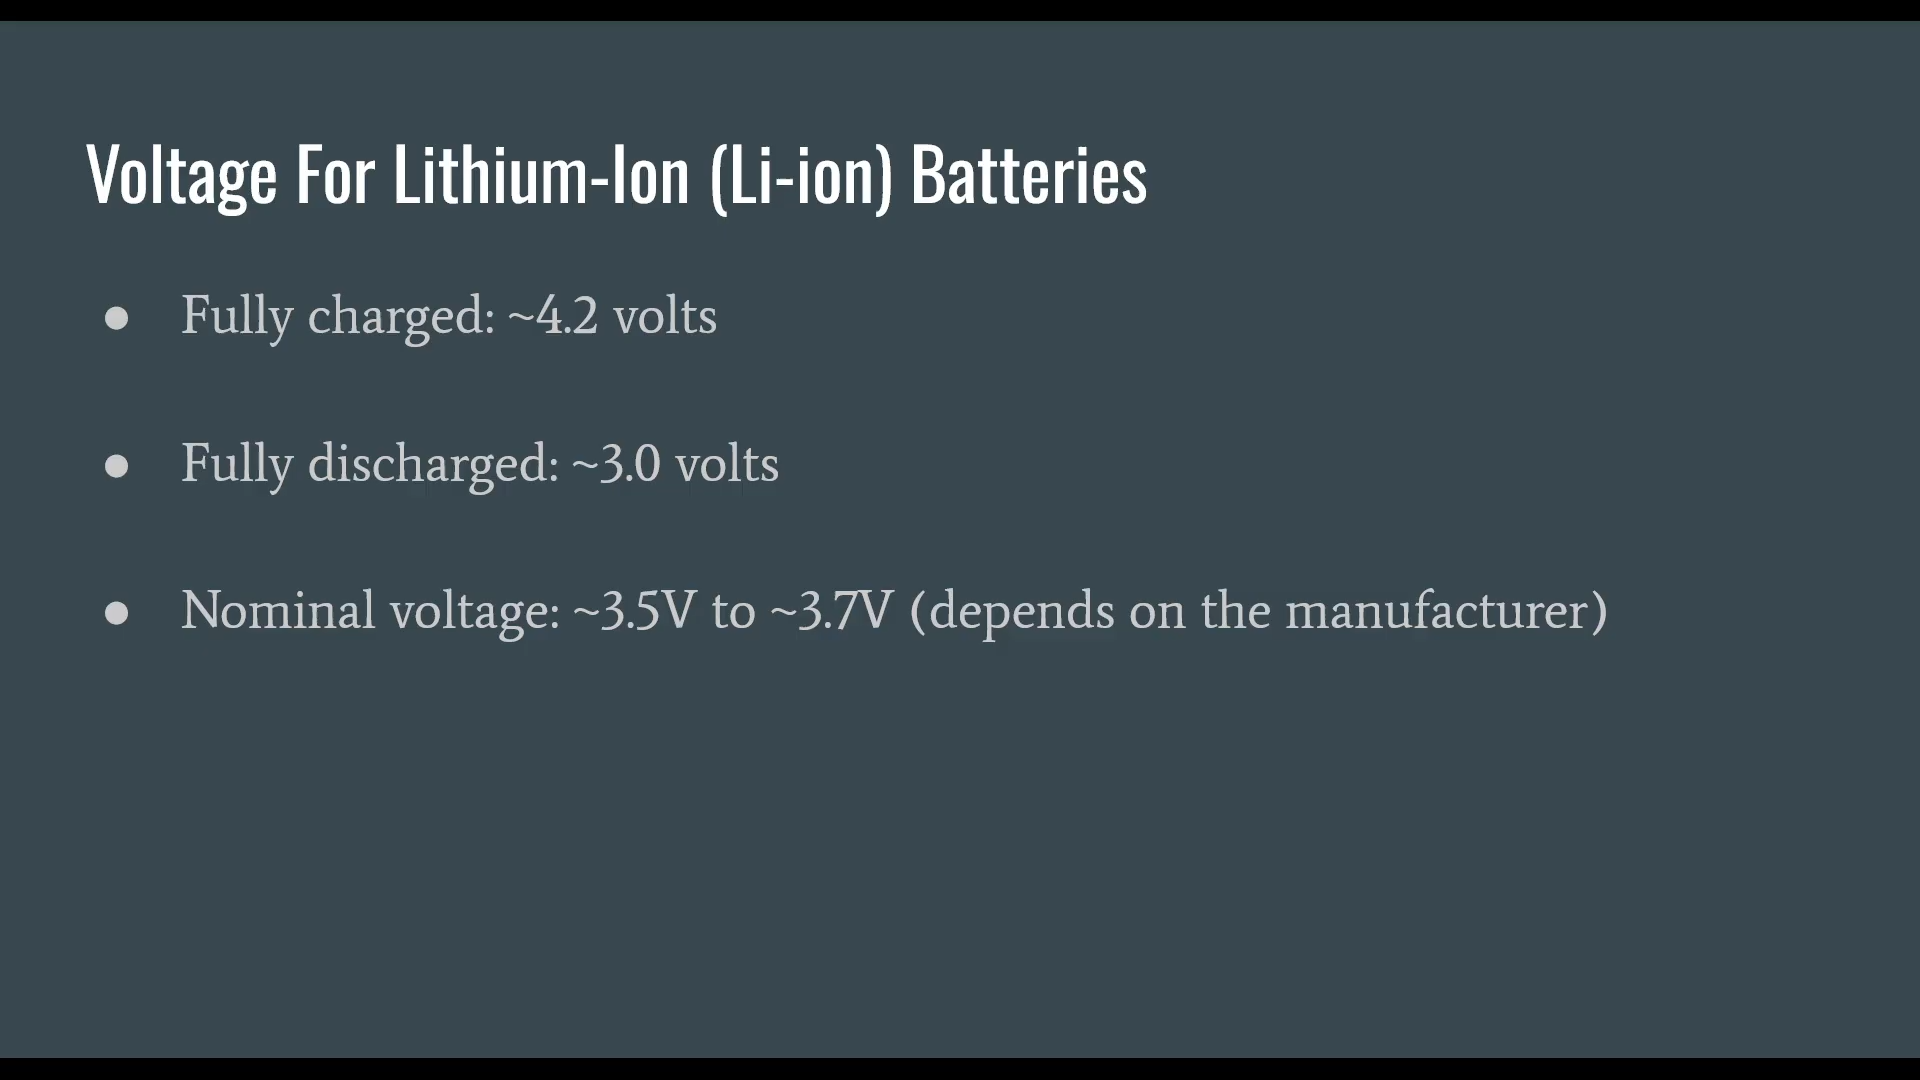 Voltage For Lithium-Ion (Li-ion) Batteries
● Fully charged: ~4.2 volts
● Fully discharged: ~3.0 volts
● Nominal voltage: ~3.5V to ~3.7V (depends on the manufacturer)